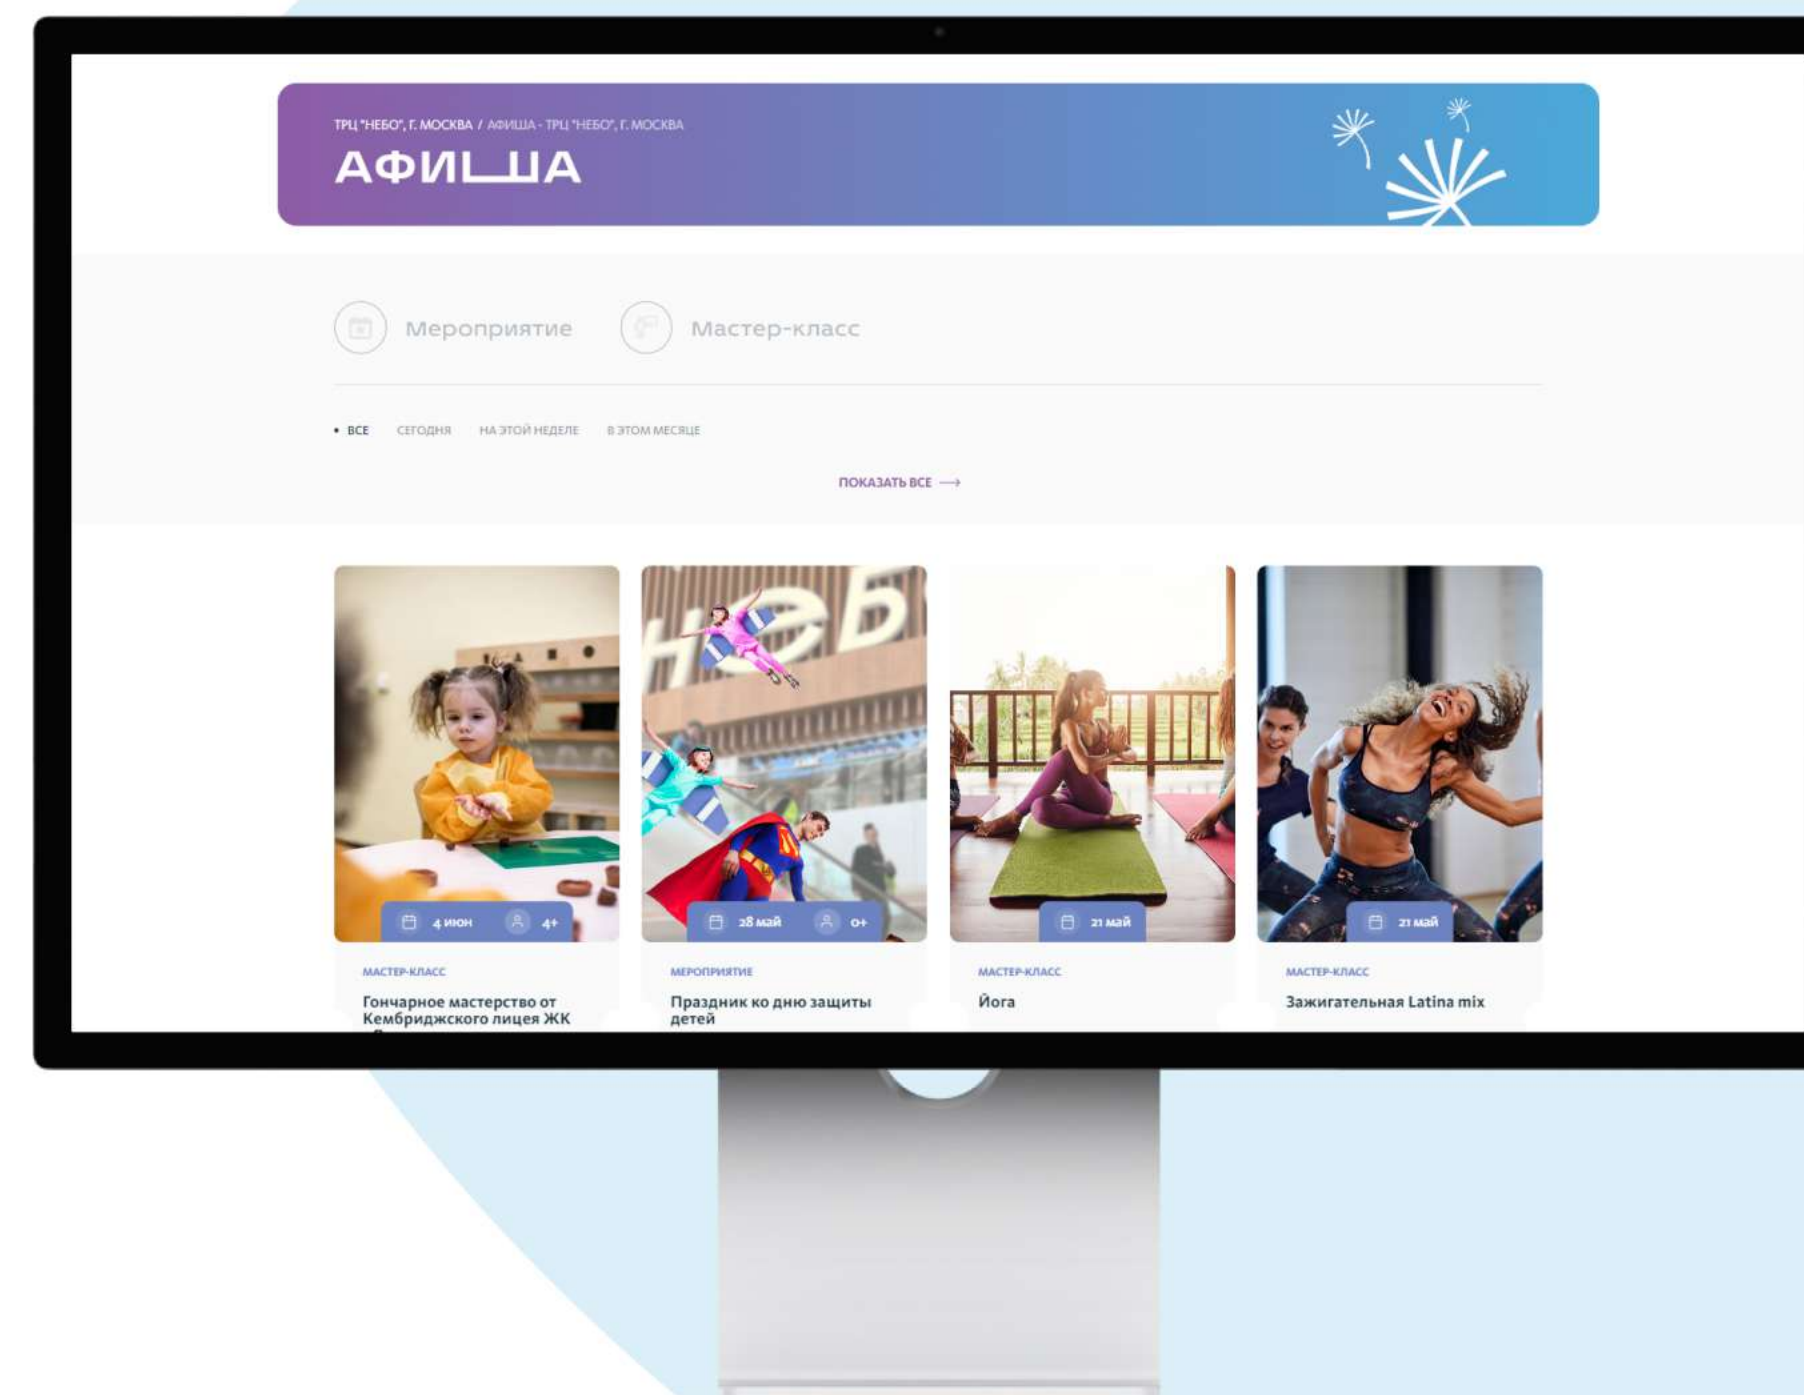 ТРЦ "НЕБО", Г. МОСКВА / АФИША - ТРЦ "НЕБО", Г. МОСКВА
АФИША
Мероприятие Мастер-класс
• ВСЕ СЕГОДНЯ НА ЭТОЙ НЕДЕЛЕ В ЭТОМ МЕСЯЦЕ
ПОКАЗАТЬ ВСЕ →
НЕБ
4 июн 4+
28 май 0+
21 май
21 май
МАСТЕР-КЛАСС
Гончарное мастерство от
Кембриджского лицея ЖК
МЕРОПРИЯТИЕ
Праздник ко дню защиты
детей
МАСТЕР-КЛАСС
Йога
МАСТЕР-КЛАСС
Зажигательная Latina mix